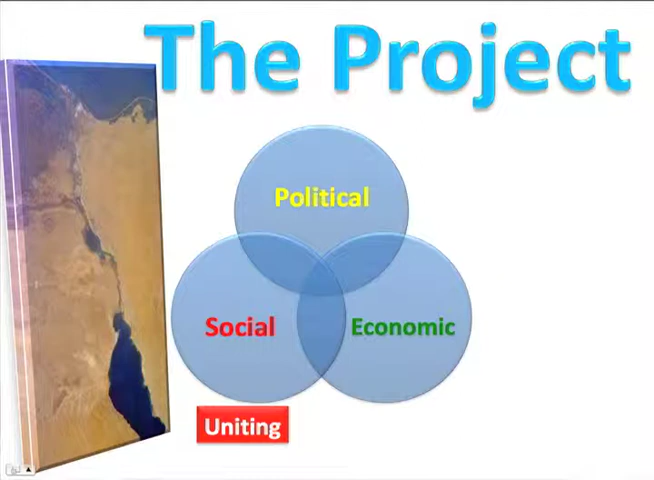 The Project
Political
Social
Economic
Uniting